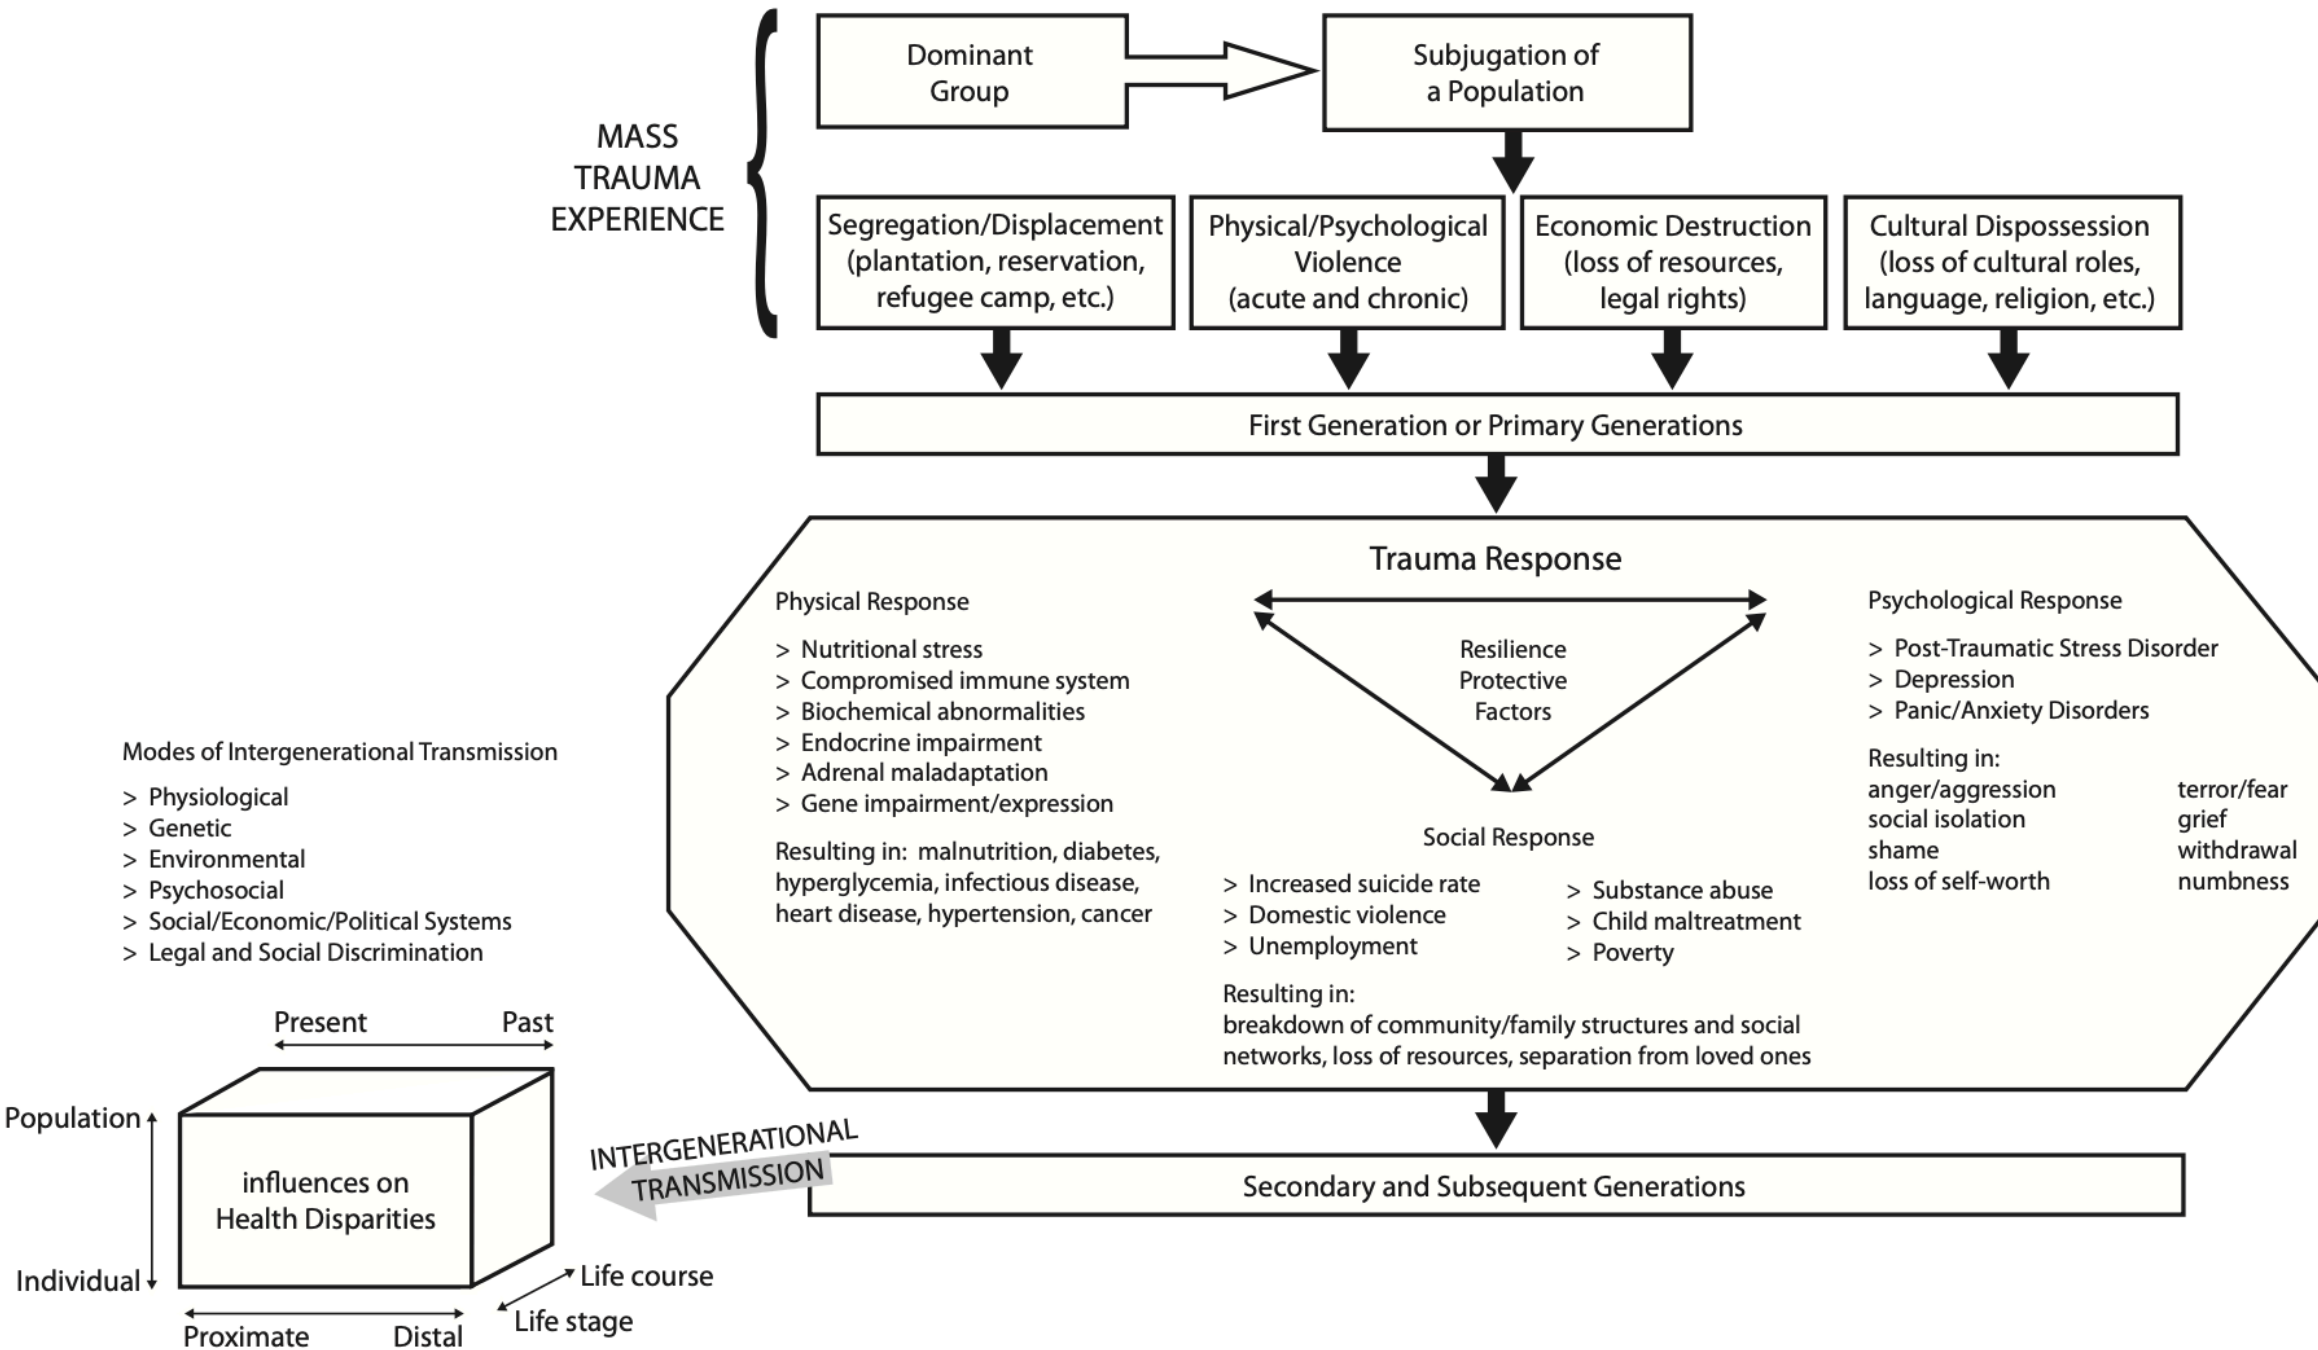 Dominant
Group
Subjugation of
a Population
MASS
TRAUMA
EXPERIENCE
Segregation/Displacement
(plantation, reservation,
refugee camp, etc.)
Physical/Psychological
Violence
(acute and chronic)
Economic Destruction
(loss of resources,
legal rights)
Cultural Dispossession
(loss of cultural roles,
language, religion, etc.)
First Generation or Primary Generations
Trauma Response
Physical Response
> Nutritional stress
> Compromised immune system
> Biochemical abnormalities
> Endocrine impairment
> Adrenal maladaptation
> Gene impairment/expression
Resulting in: malnutrition, diabetes,
hyperglycemia, infectious disease,
heart disease, hypertension, cancer
Resilience
Protective
Factors
Psychological Response
> Post-Traumatic Stress Disorder
> Depression
> Panic/Anxiety Disorders
Resulting in:
anger/aggression
social isolation
shame
loss of self-worth
terror/fear
grief
withdrawal
numbness
Social Response
> Increased suicide rate
> Domestic violence
> Unemployment
> Substance abuse
> Child maltreatment
> Poverty
Resulting in:
breakdown of community/family structures and social
networks, loss of resources, separation from loved ones
Modes of Intergenerational Transmission
> Physiological
> Genetic
> Environmental
> Psychosocial
> Social/Economic/Political Systems
> Legal and Social Discrimination
Secondary and Subsequent Generations
INTERGENERATIONAL
TRANSMISSION
Present
Past
Population
Individual
influences on
Health Disparities
Life course
Life stage
Proximate
Distal